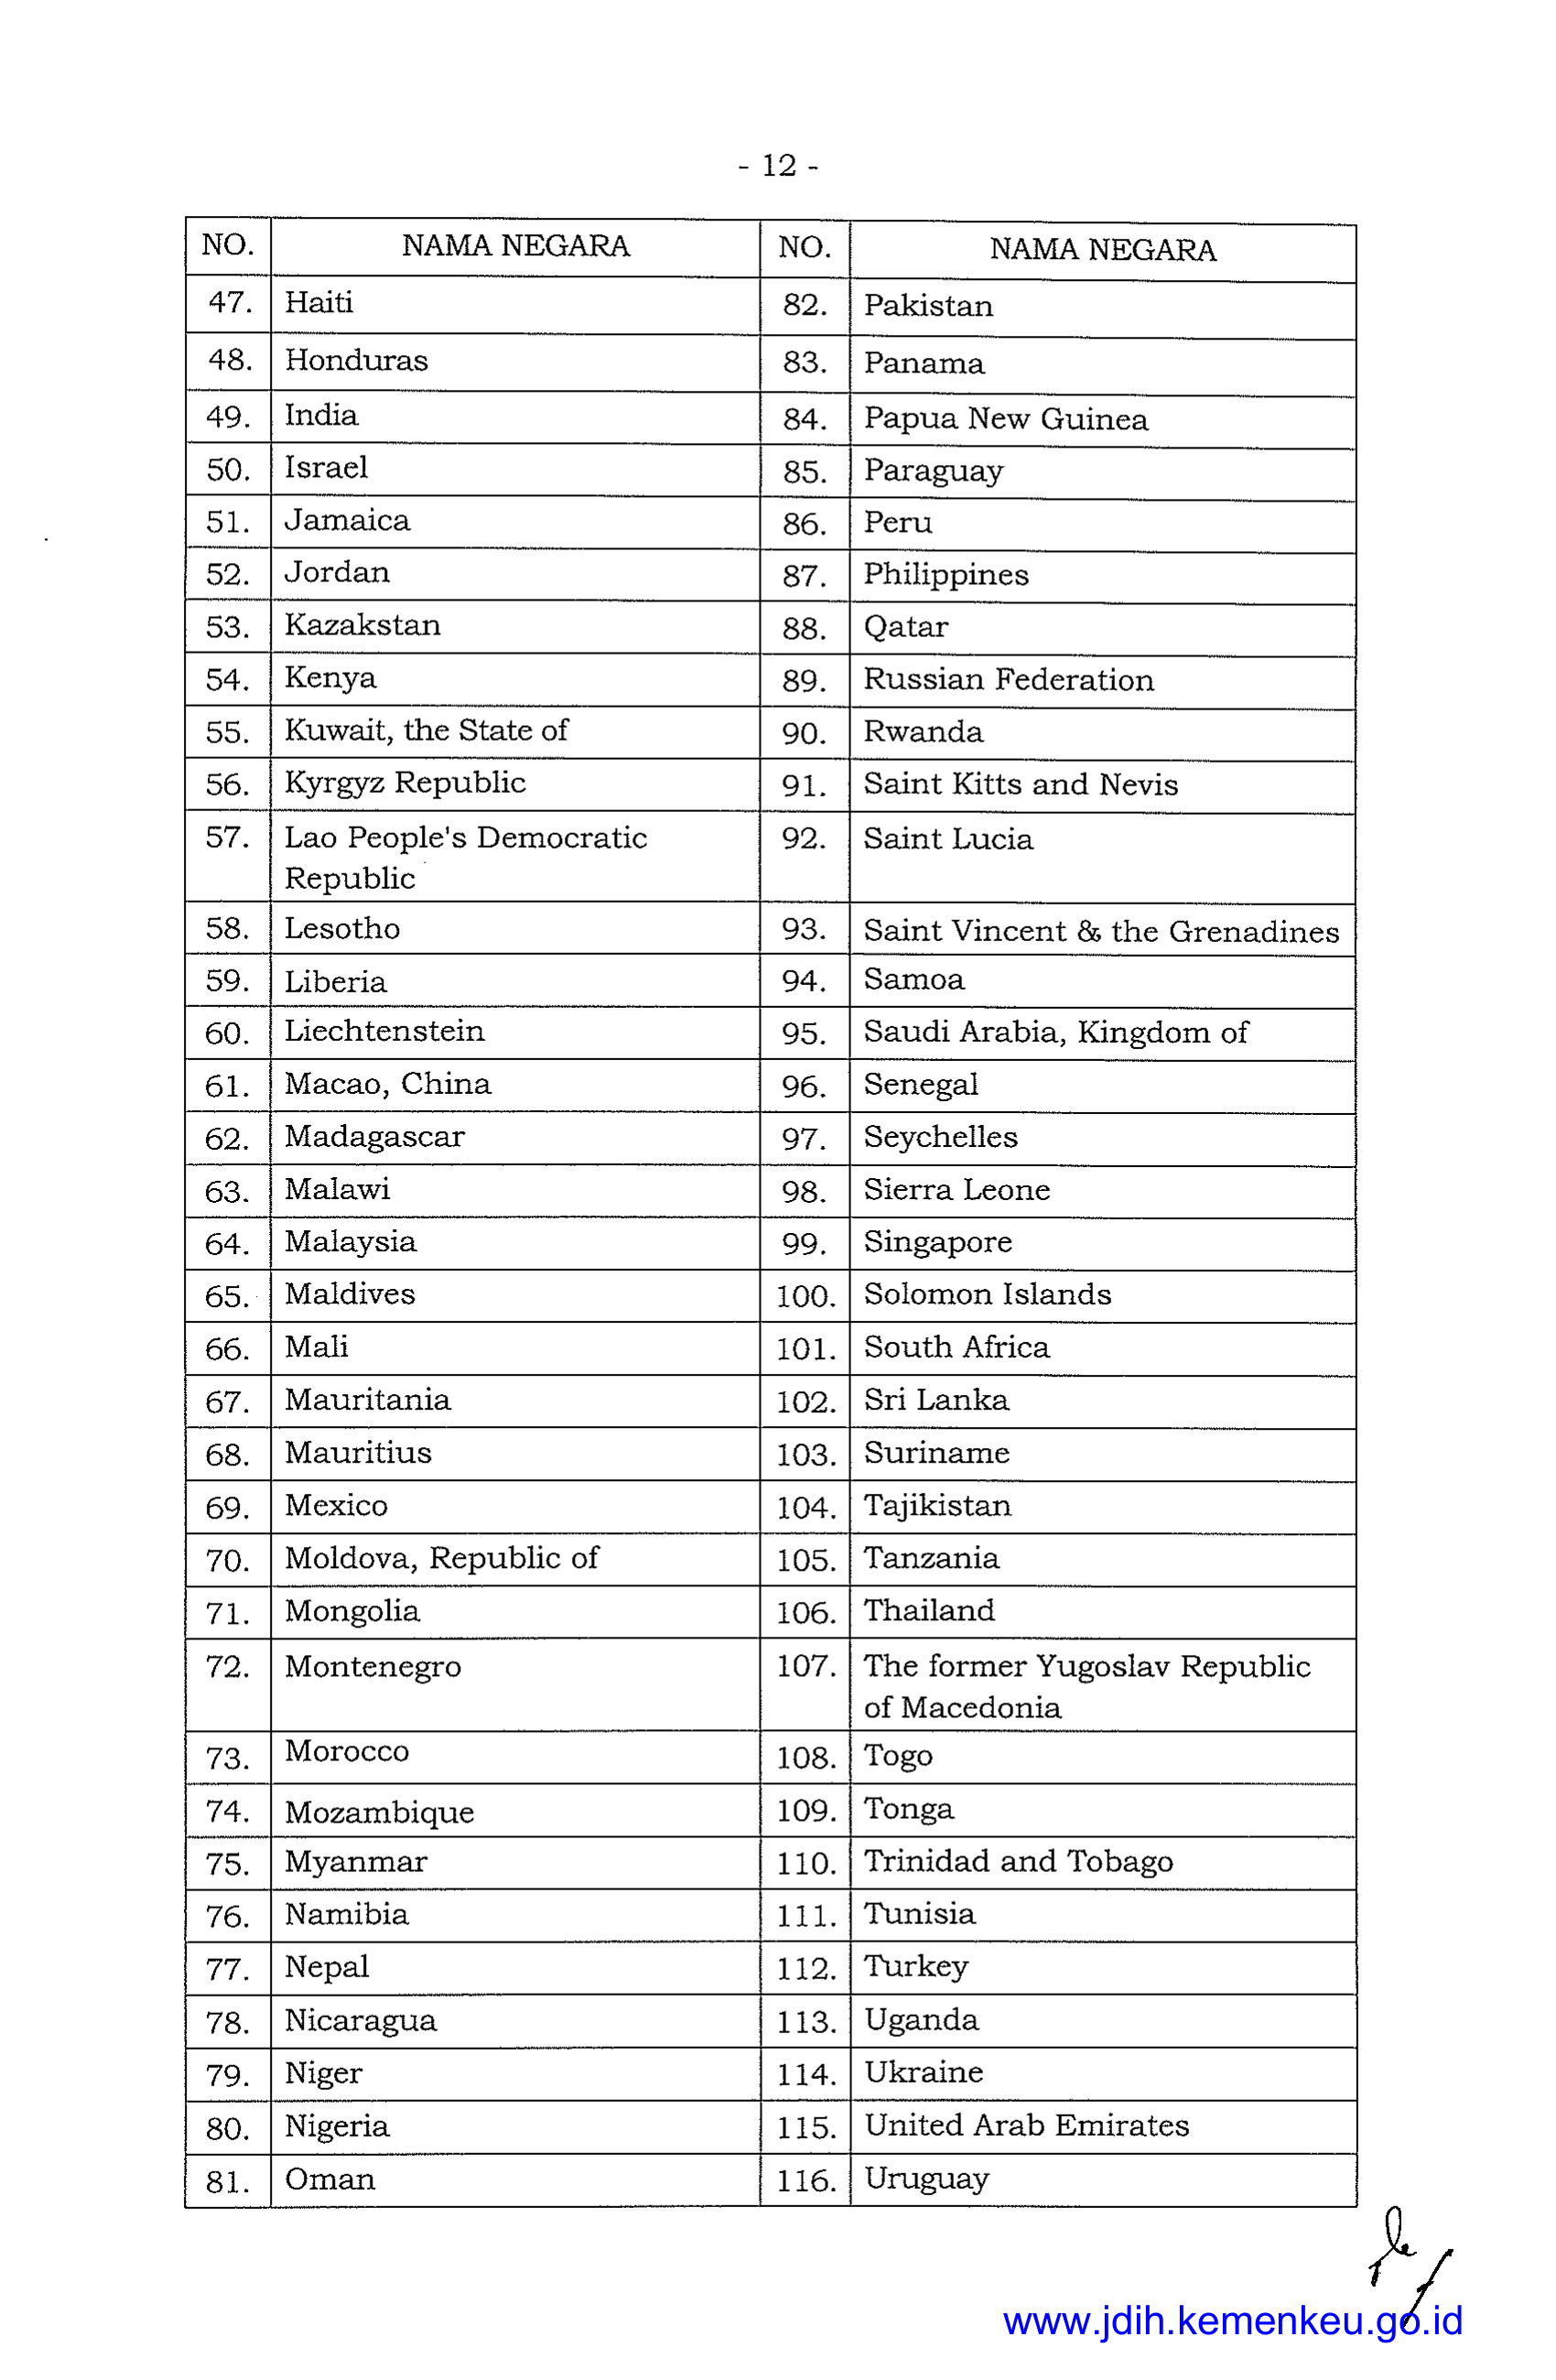 - 12 -
NO. NAMA NEGARA NO. NAMA NEGARA
47. Haiti 82. Pakistan
48. Honduras 83. Panama
49. India 84. Papua New Guinea
50. Israel 85. Paraguay
51. Jamaica 86. Peru
52. Jordan 87. Philippines
53. Kazakstan 88. Qatar
54. Kenya 89. Russian Federation
55. Kuwait, the State of 90. Rwanda
56. Kyrgyz Republic 91. Saint Kitts and Nevis
57. Lao People's Democratic 92. Saint Lucia
Republic
58. Lesotho 93. Saint Vincent & the Grenadines
59. Liberia 94. Samoa
60. Liechtenstein 95. Saudi Arabia, Kingdom of
61. Macao, China 96. Senegal
62. Madagascar 97. Seychelles
63. Malawi 98. Sierra Leone
64. Malaysia 99. Singapore
65. Maldives 100. Solomon Islands
66. Mali 101. South Africa
67. Mauritania 102. Sri Lanka
68. Mauritius 103. Suriname
69. Mexico 104. Tajikistan
70. Moldova, Republic of 105. Tanzania
71. Mongolia 106. Thailand
72. Montenegro 107. The former Yugoslav Republic
of Macedonia
73. Morocco 108. Togo
74. Mozambique 109. Tonga
75. Myanmar 110. Trinidad and Tobago
76. Namibia 111. Tunisia
77. Nepal 112. Turkey
78. Nicaragua 113. Uganda
79. Niger 114. Ukraine
80. Nigeria 115. United Arab Emirates
81. Oman 116. Uruguay
www.jdih.kemenkeu.go.id